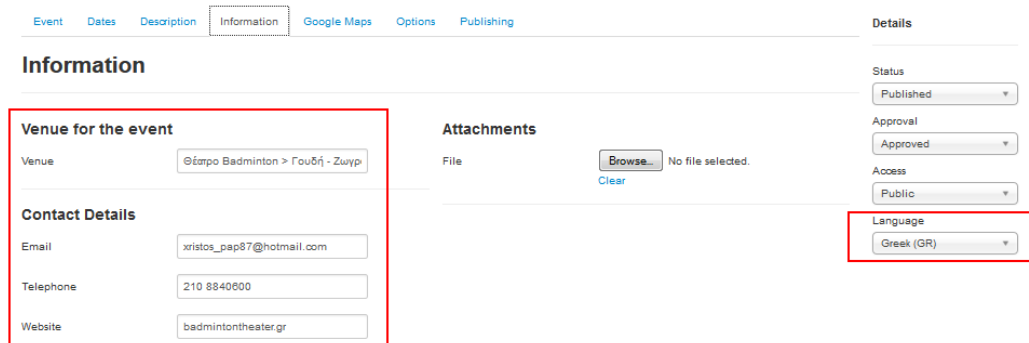 Event Dates Description Information Google Maps Options Publishing
Information
Venue for the event
Venue Θέατρο Badminton > Γουδή - Ζωγρ
Contact Details
Email xristos_pap87@hotmail.com
Telephone 210 8840600
Website badmintontheater.gr
Attachments
File Browse... No file selected.
Clear
Details
Status
Published
Approval
Approved
Access
Public
Language
Greek (GR)